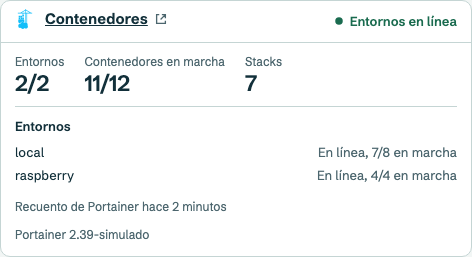 Contenedores
Entornos en línea
Entornos
Contenedores en marcha
Stacks
2/2
11/12
7
Entornos
local
En línea, 7/8 en marcha
raspberry
En línea, 4/4 en marcha
Recuento de Portainer hace 2 minutos
Portainer 2.39-simulado